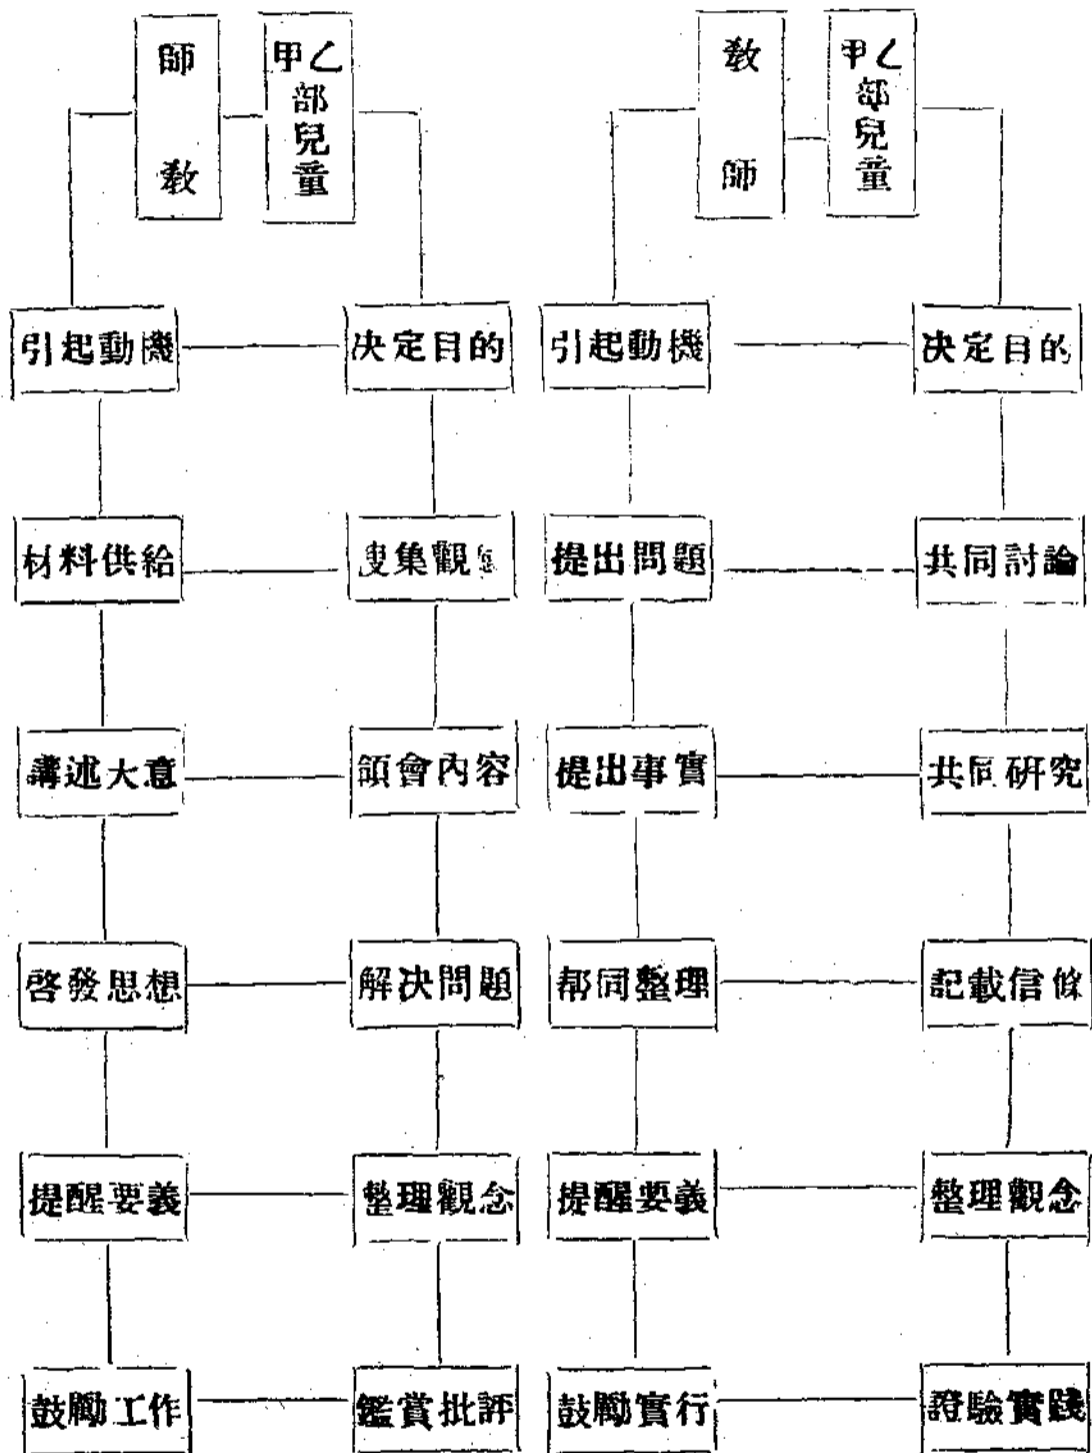 師教
甲乙部兒童
引起動機
決定目的
材料供給
搜集觀
講述大意
領會內容
啓發思想
解決問題
提醒要義
整理觀念
鼓勵工作
鑑賞批評
教師
甲乙部兒童
引起動機
決定目的
提出問題
共同討論
提出事實
共同研究
帮同整理
記載信條
提醒要義
整理觀念
鼓勵實行
證驗實踐